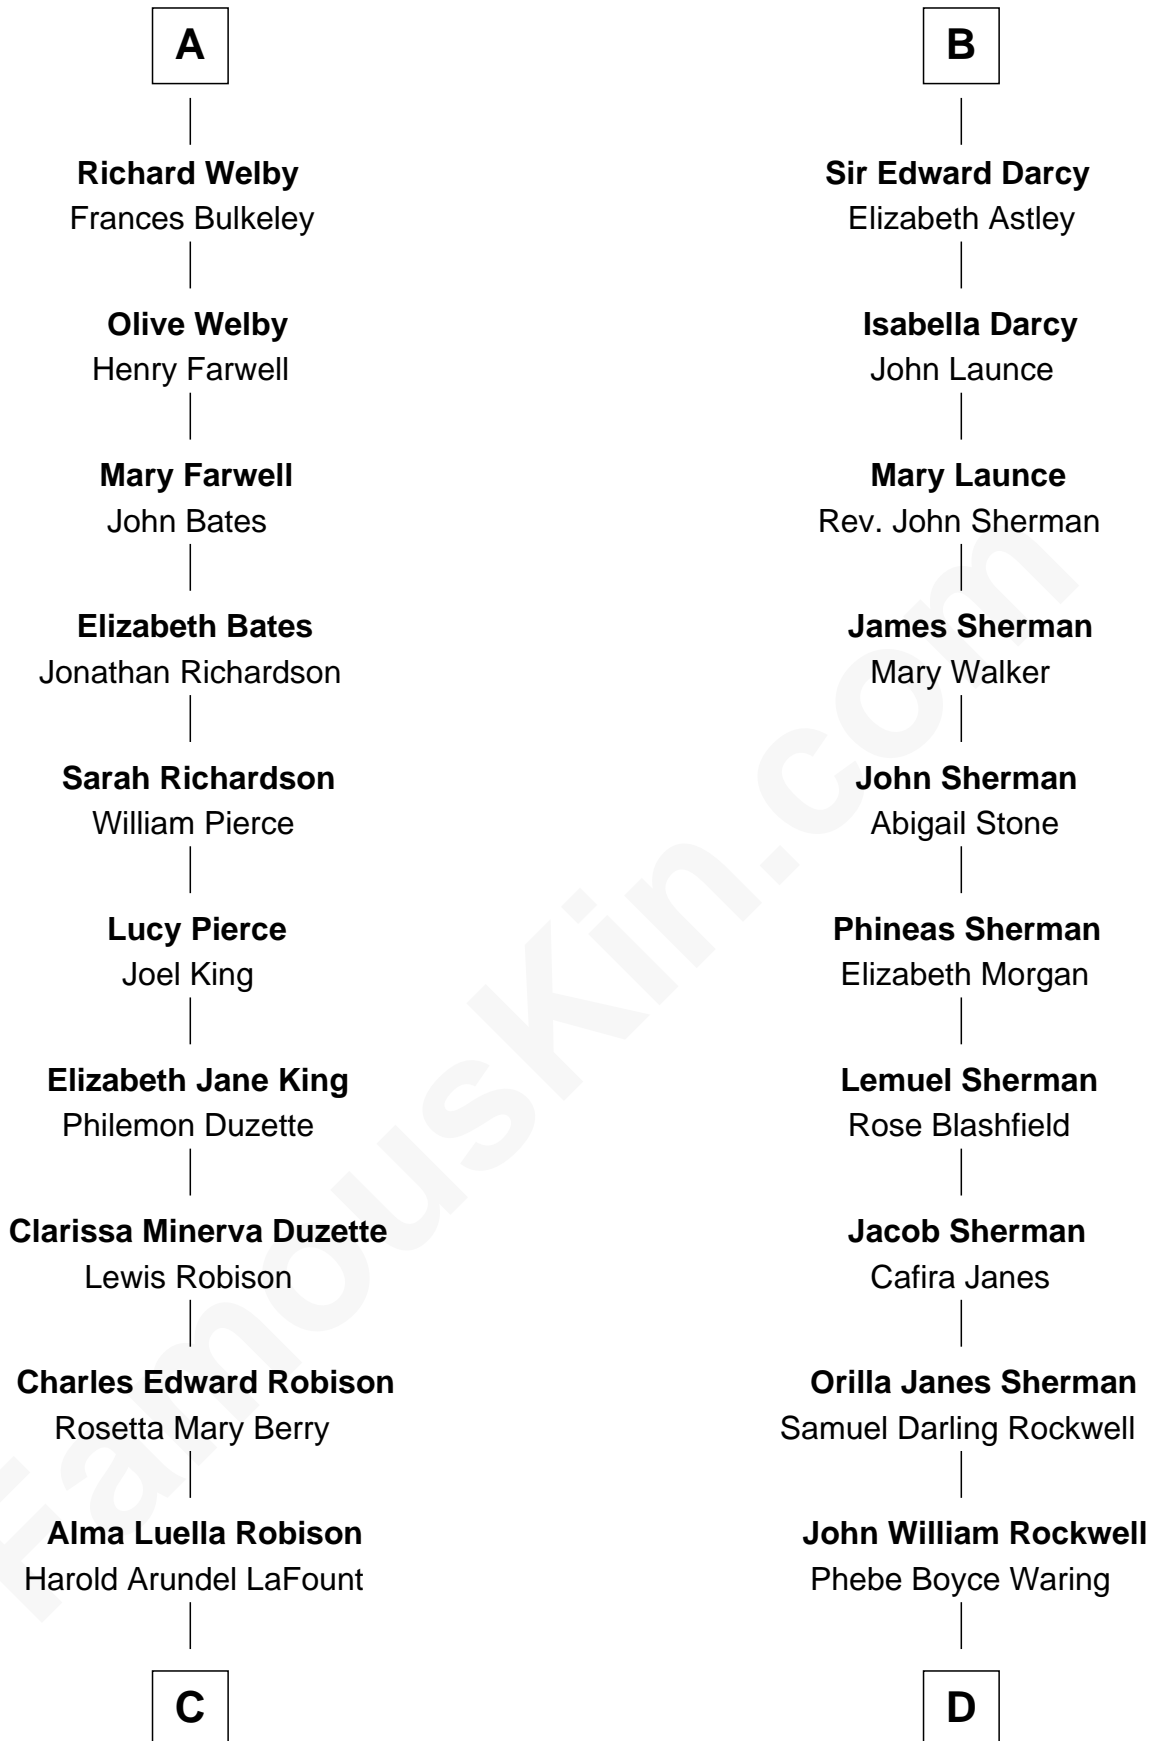 A
Richard Welby
Frances Bulkeley
Olive Welby
Henry Farwell
Mary Farwell
John Bates
Elizabeth Bates
Jonathan Richardson
Sarah Richardson
William Pierce
Lucy Pierce
Joel King
Elizabeth Jane King
Philemon Duzette
Clarissa Minerva Duzette
Lewis Robison
Charles Edward Robison
Rosetta Mary Berry
Alma Luella Robison
Harold Arundel LaFount
C
B
Sir Edward Darcy
Elizabeth Astley
Isabella Darcy
John Launce
Mary Launce
Rev. John Sherman
James Sherman
Mary Walker
John Sherman
Abigail Stone
Phineas Sherman
Elizabeth Morgan
Lemuel Sherman
Rose Blashfield
Jacob Sherman
Cafira Janes
Orilla Janes Sherman
Samuel Darling Rockwell
John William Rockwell
Phebe Boyce Waring
D
FamousKin.com